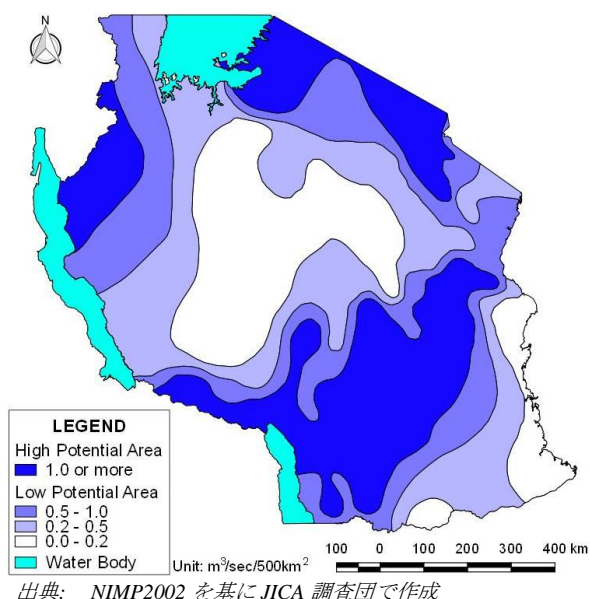 N
LEGEND
High Potential Area
1.0 or more
Low Potential Area
0.5 - 1.0
0.2 - 0.5
0.0 - 0.2
Water Body
Unit: m³/sec/500km²
100 0 100 200 300 400 km
出典: NIMP2002 を基に JICA 調査団で作成